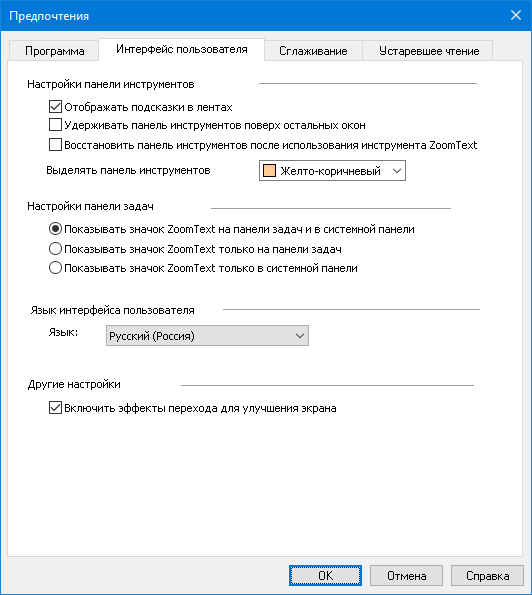 Предпочтения
Программа Интерфейс пользователя Сглаживание Устаревшее чтение
Настройки панели инструментов
Отображать подсказки в лентах
Удерживать панель инструментов поверх остальных окон
Восстановить панель инструментов после использования инструмента ZoomText
Выделять панель инструментов Желто-коричневый
Настройки панели задач
Показывать значок ZoomText на панели задач и в системной панели
Показывать значок ZoomText только на панели задач
Показывать значок ZoomText только в системной панели
Язык интерфейса пользователя
Язык: Русский (Россия)
Другие настройки
Включить эффекты перехода для улучшения экрана
OK Отмена Справка